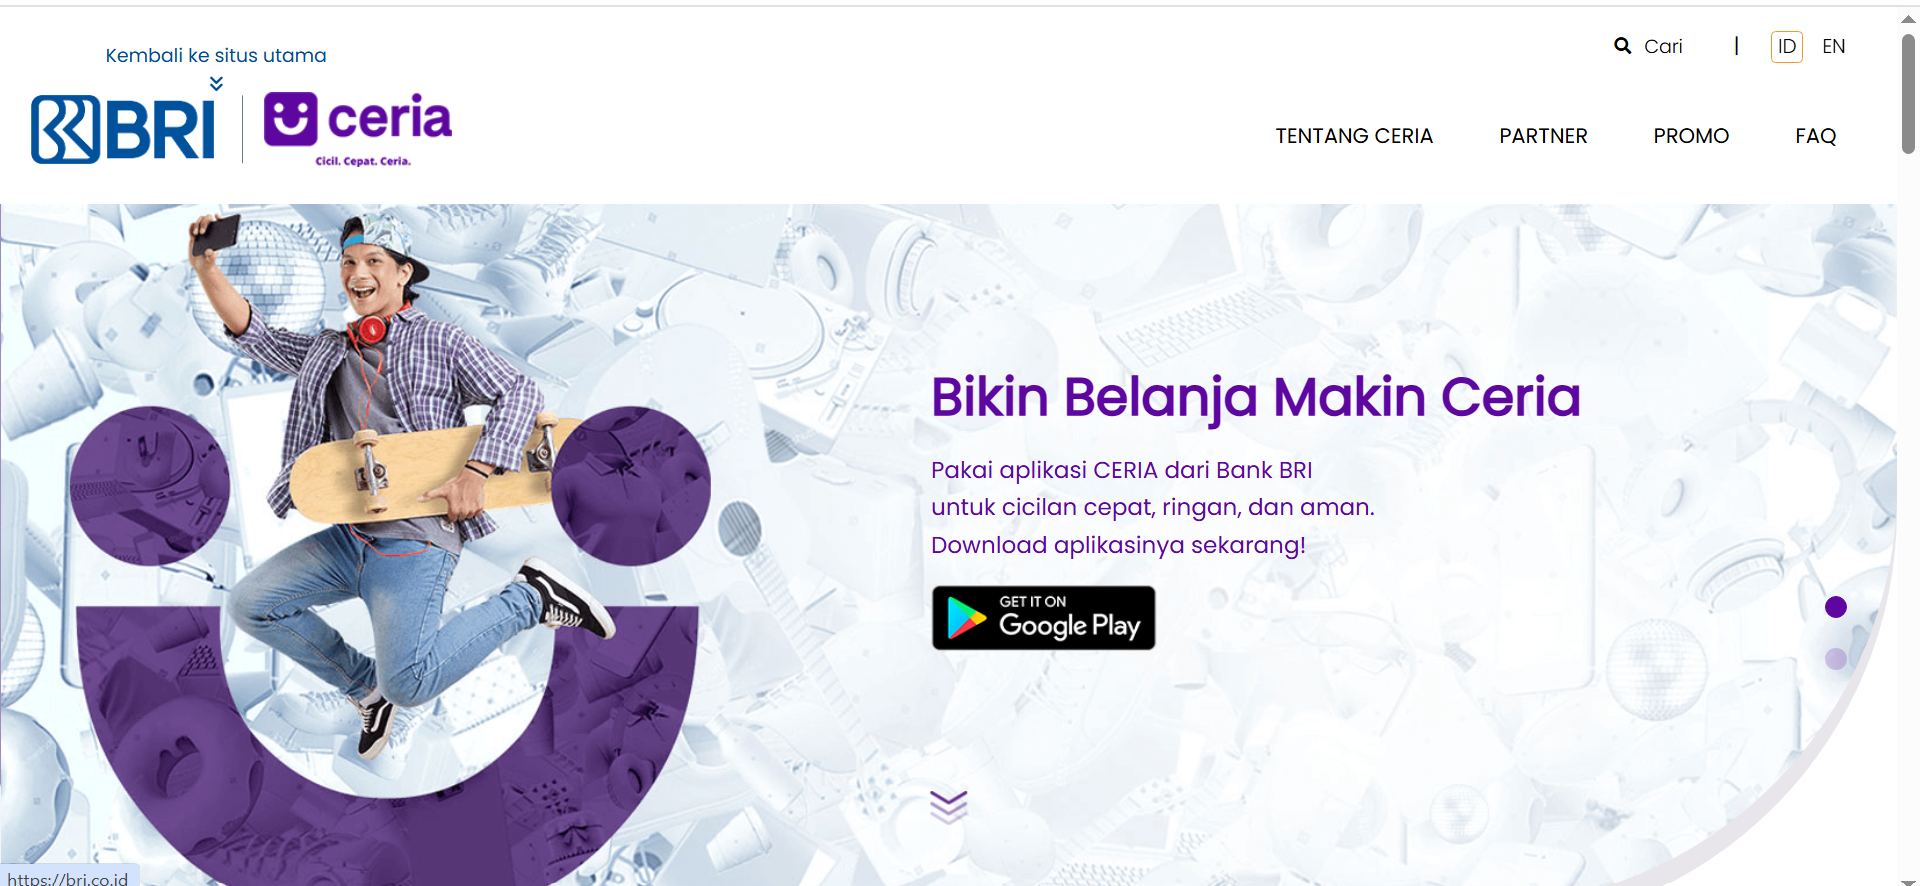 Kembali ke situs utama
Cari | ID EN
BRI
ceria
Cicil. Cepat. Ceria.
TENTANG CERIA
PARTNER
PROMO
FAQ
Bikin Belanja Makin Ceria
Pakai aplikasi CERIA dari Bank BRI
untuk cicilan cepat, ringan, dan aman.
Download aplikasinya sekarang!
GET IT ON
Google Play
https://bri.co.id